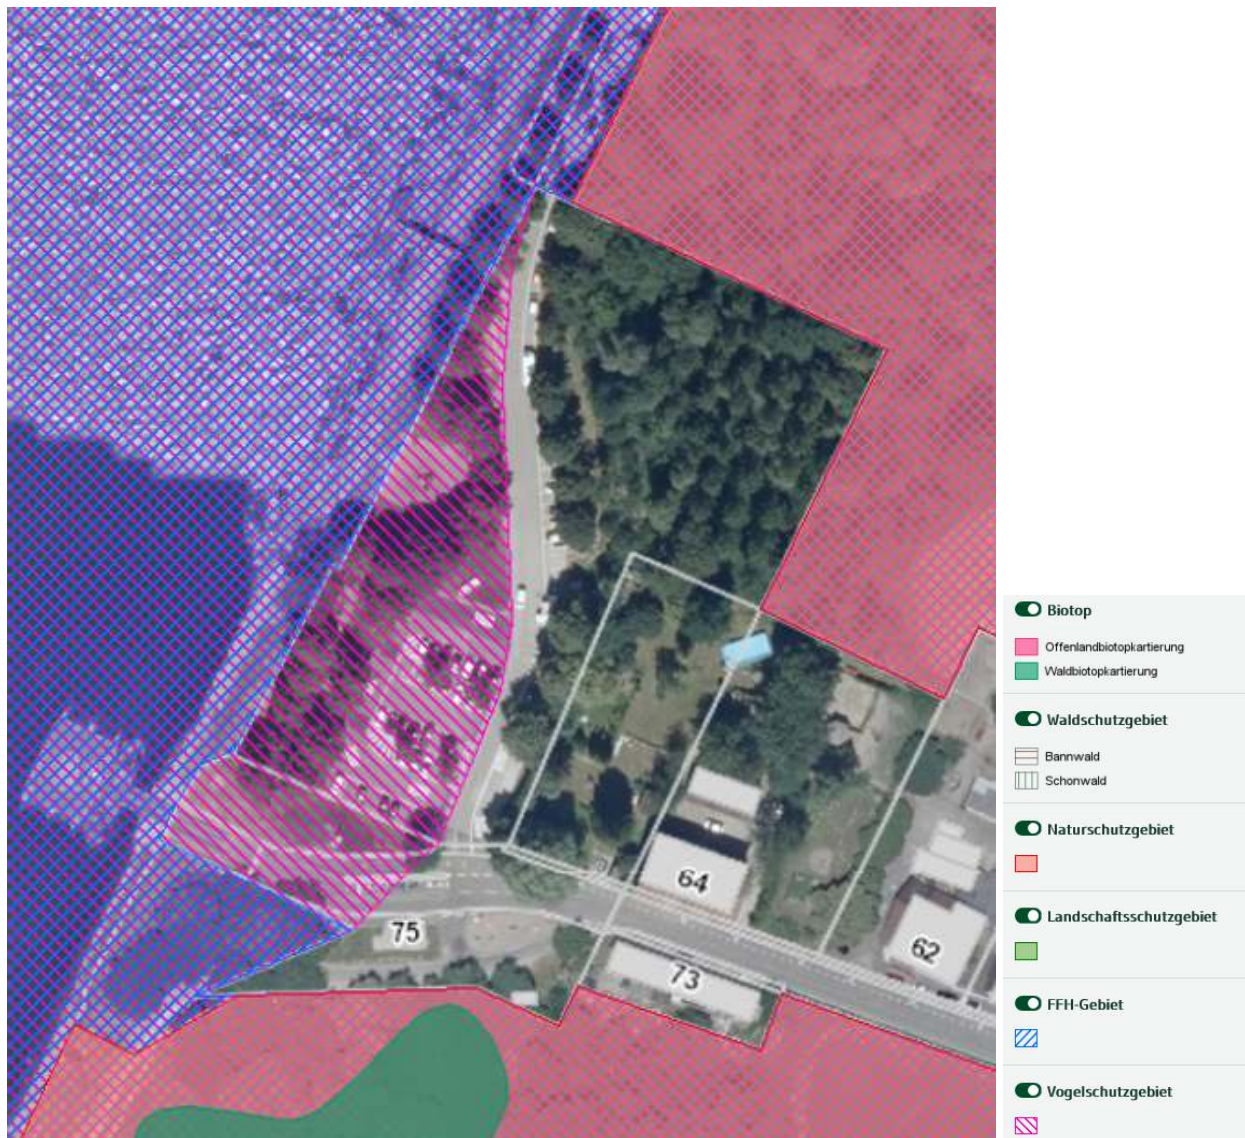 64
75
62
73
Biotop
Offenlandbiotopkartierung
Waldbiotopkartierung
Waldschutzgebiet
Bannwald
Schonwald
Naturschutzgebiet
Landschaftsschutzgebiet
FFH-Gebiet
Vogelschutzgebiet